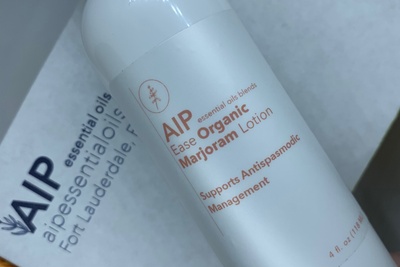 AIP essential oils
aipessentialoils
Fort Lauderdale, F
AIP essential oils blends
Ease Organic
Marjoram Lotion
Supports Antispasmodic
Management
4 fl. oz (118